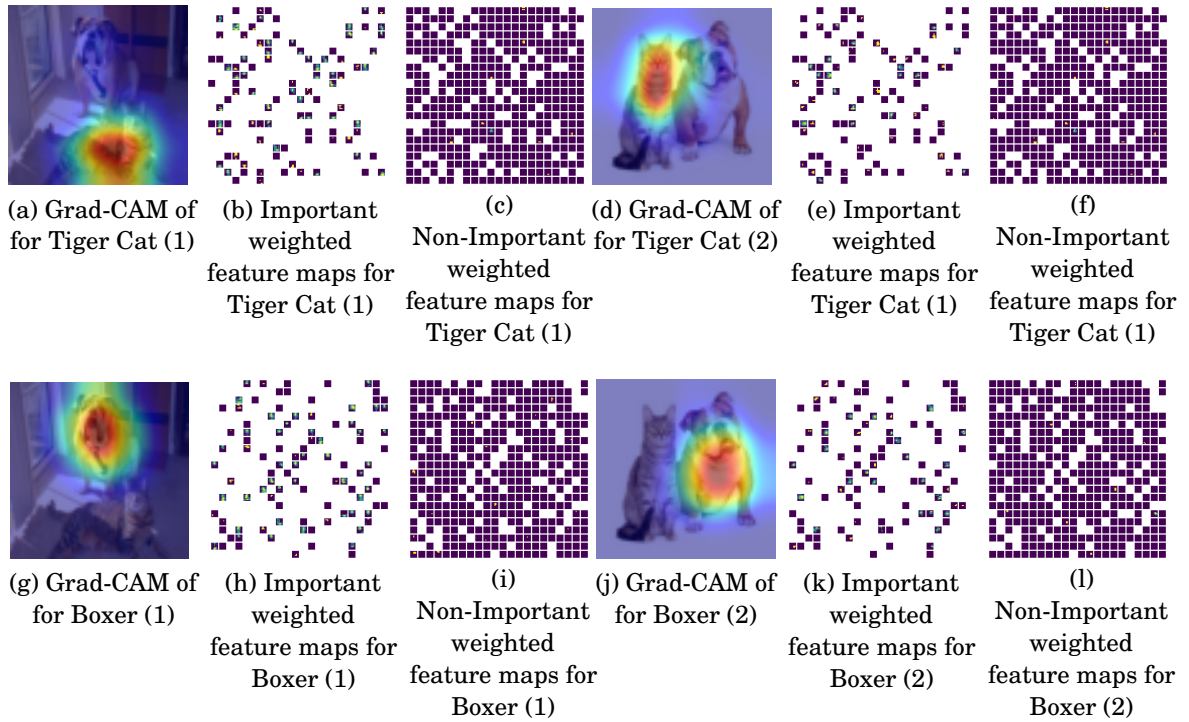 (a) Grad-CAM of
for Tiger Cat (1)
(b) Important
weighted
feature maps for
Tiger Cat (1)
(c)
Non-Important
weighted
feature maps for
Tiger Cat (1)
(d) Grad-CAM of
for Tiger Cat (2)
(e) Important
weighted
feature maps for
Tiger Cat (1)
(f)
Non-Important
weighted
feature maps for
Tiger Cat (1)
(g) Grad-CAM of
for Boxer (1)
(h) Important
weighted
feature maps for
Boxer (1)
(i)
Non-Important
weighted
feature maps for
Boxer (1)
(j) Grad-CAM of
for Boxer (2)
(k) Important
weighted
feature maps for
Boxer (2)
(l)
Non-Important
weighted
feature maps for
Boxer (2)